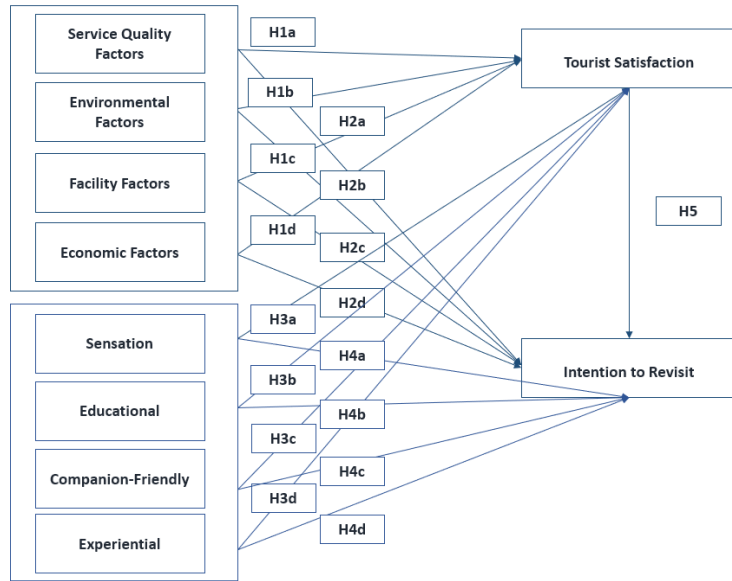 Service Quality
Factors
Environmental
Factors
Facility Factors
Economic Factors
Sensation
Educational
Companion-Friendly
Experiential
H1a
H1b
H2a
H1c
H2b
H1d
H2c
H2d
H3a
H4a
H3b
H4b
H3c
H4c
H3d
H4d
Tourist Satisfaction
H5
Intention to Revisit